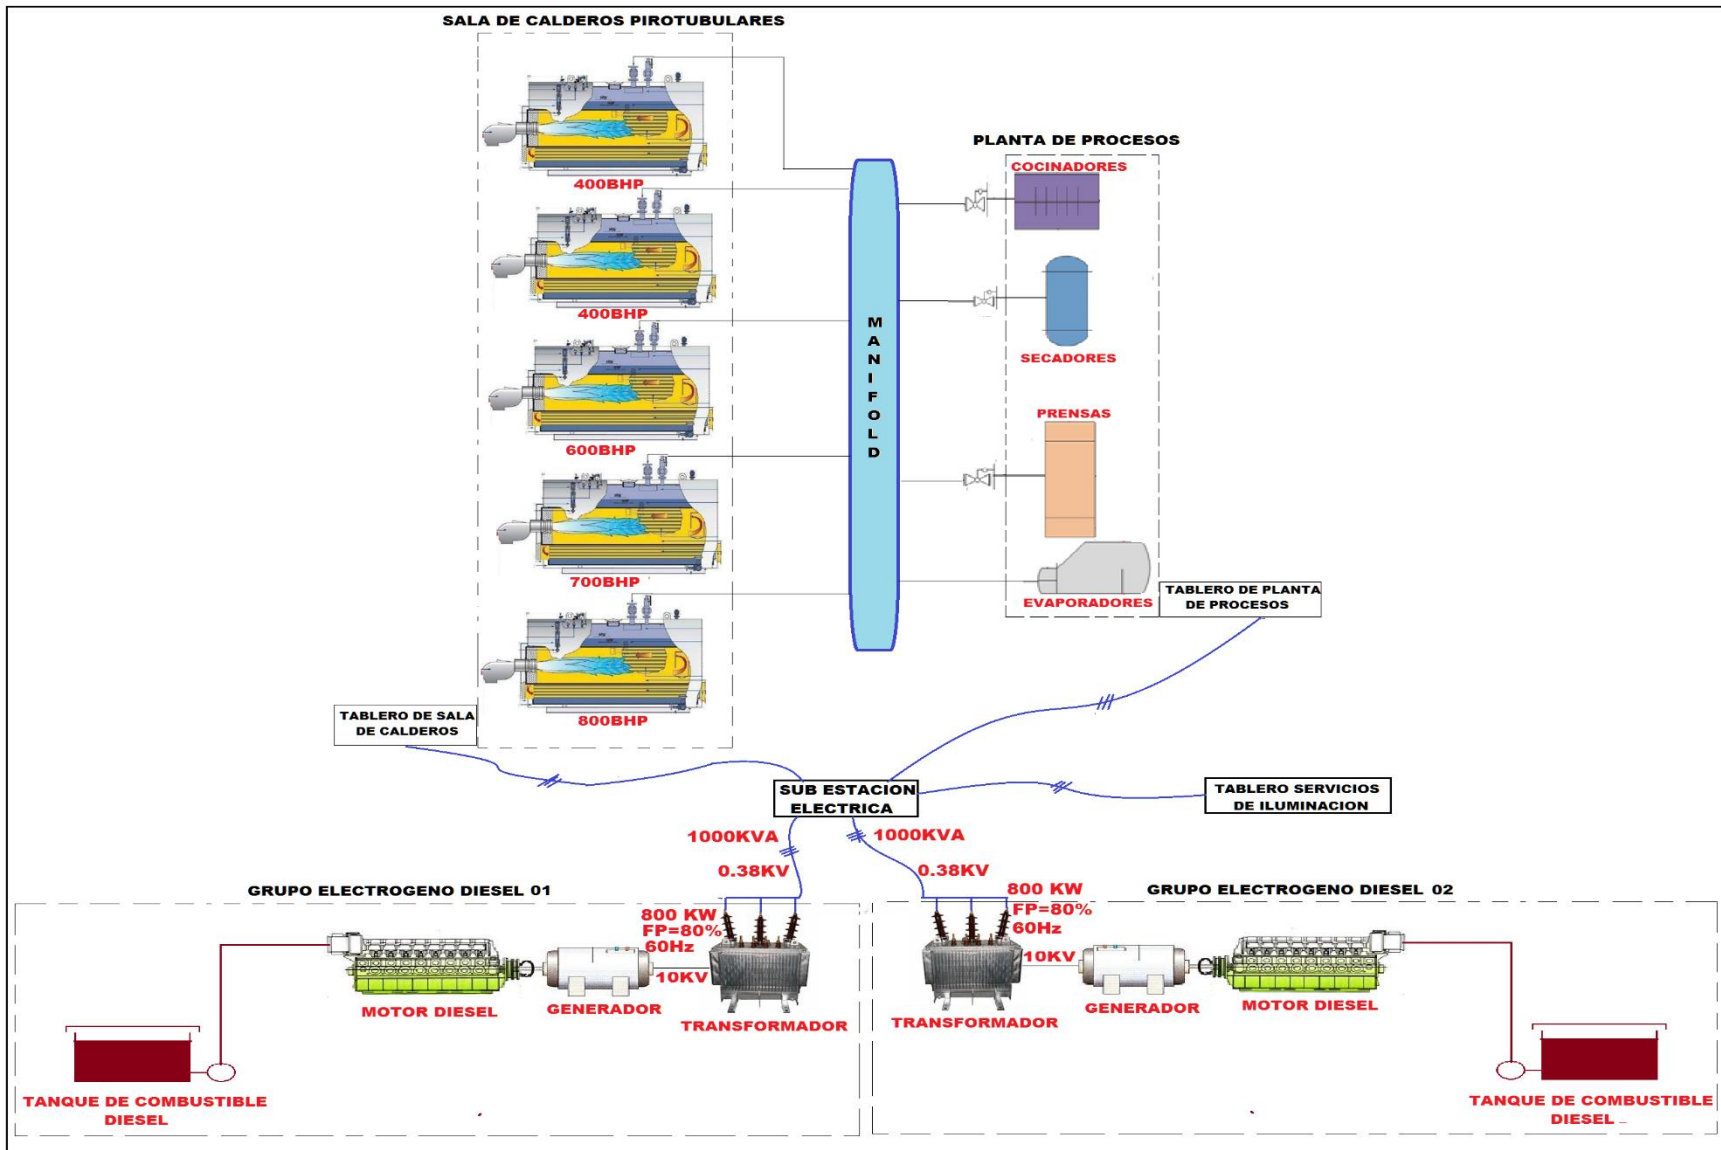 SALA DE CALDEROS PIROTUBULARES
400BHP
400BHP
600BHP
700BHP
800BHP
MANIFOLD
PLANTA DE PROCESOS
COCINADORES
SECADORES
PRENSAS
EVAPORADORES
TABLERO DE PLANTA
DE PROCESOS
TABLERO DE SALA
DE CALDEROS
SUB ESTACION
ELECTRICA
TABLERO SERVICIOS
DE ILUMINACION
1000KVA
0.38KV
1000KVA
0.38KV
GRUPO ELECTROGENO DIESEL 01
800 KW
FP=80%
60Hz
10KV
MOTOR DIESEL
GENERADOR
TRANSFORMADOR
TANQUE DE COMBUSTIBLE
DIESEL
GRUPO ELECTROGENO DIESEL 02
800 KW
FP=80%
60Hz
10KV
TRANSFORMADOR
GENERADOR
MOTOR DIESEL
TANQUE DE COMBUSTIBLE
DIESEL